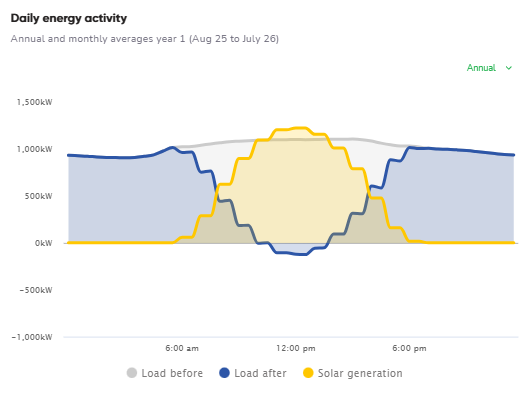 Daily energy activity
Annual and monthly averages year 1 (Aug 25 to July 26)
Annual
1,500kW
1,000kW
500kW
0kW
-500kW
-1,000kW
6:00 am 12:00 pm 6:00 pm
Load before Load after Solar generation